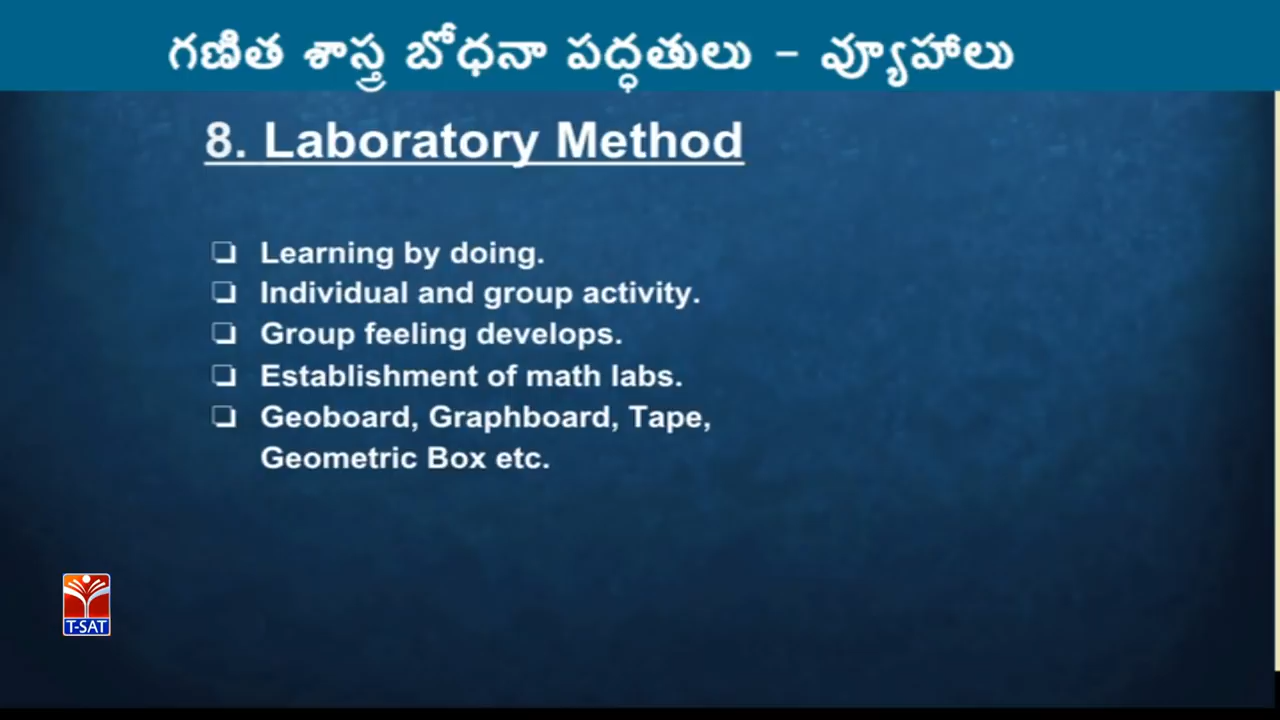 గణిత శాస్త్ర బోధనా పద్ధతులు - వ్యూహాలు
8. Laboratory Method
❏ Learning by doing.
❏ Individual and group activity.
❏ Group feeling develops.
❏ Establishment of math labs.
❏ Geoboard, Graphboard, Tape,
Geometric Box etc.
T-SAT